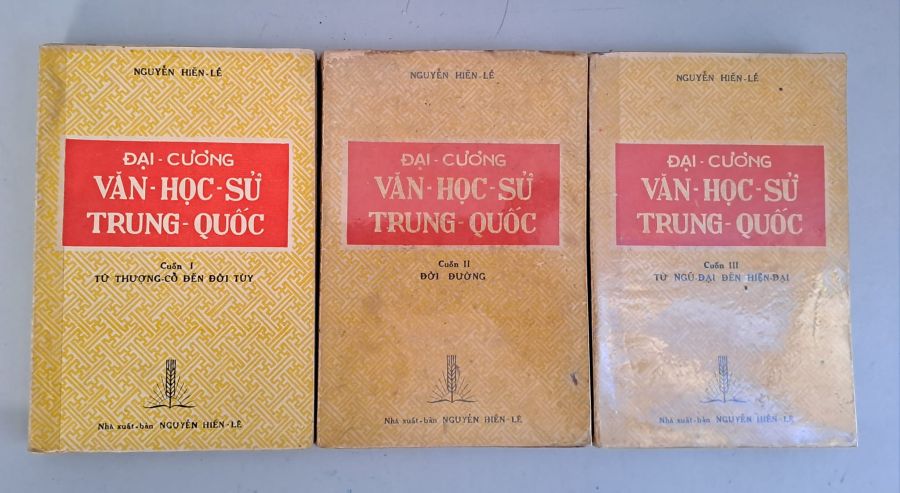 NGUYỄN HIẾN-LÊ
ĐẠI-CƯƠNG
VĂN-HỌC-SỬ
TRUNG-QUỐC
Cuốn I
TỪ THƯỢNG-CỔ ĐẾN ĐỜI TÙY
Nhà xuất-bản NGUYỄN HIẾN-LÊ
NGUYỄN HIẾN-LÊ
ĐẠI-CƯƠNG
VĂN-HỌC-SỬ
TRUNG-QUỐC
Cuốn II
ĐỜI ĐƯỜNG
Nhà xuất-bản NGUYỄN HIẾN-LÊ
NGUYỄN HIẾN-LÊ
ĐẠI-CƯƠNG
VĂN-HỌC-SỬ
TRUNG-QUỐC
Cuốn III
TỪ NGŨ-ĐẠI ĐẾN HIỆN-ĐẠI
Nhà xuất-bản NGUYỄN HIẾN-LÊ